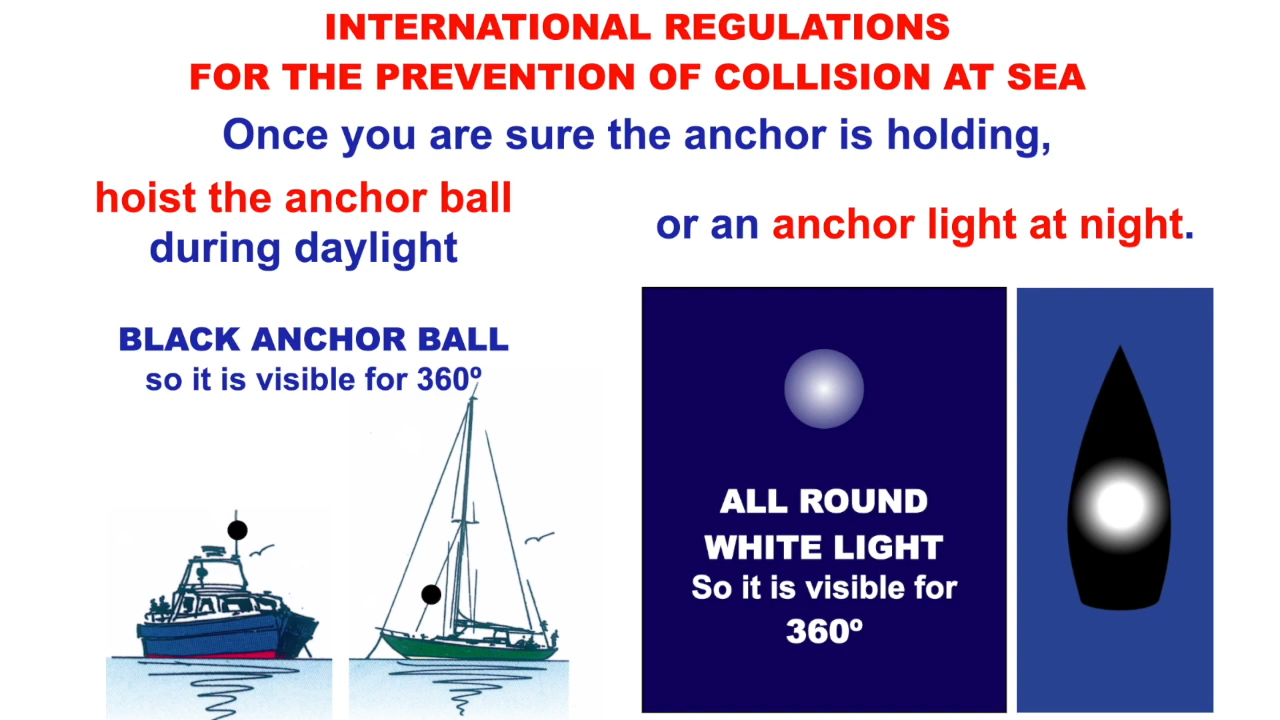 INTERNATIONAL REGULATIONS
FOR THE PREVENTION OF COLLISION AT SEA
Once you are sure the anchor is holding,
hoist the anchor ball
during daylight
or an anchor light at night.
BLACK ANCHOR BALL
so it is visible for 360º
ALL ROUND
WHITE LIGHT
So it is visible for
360º